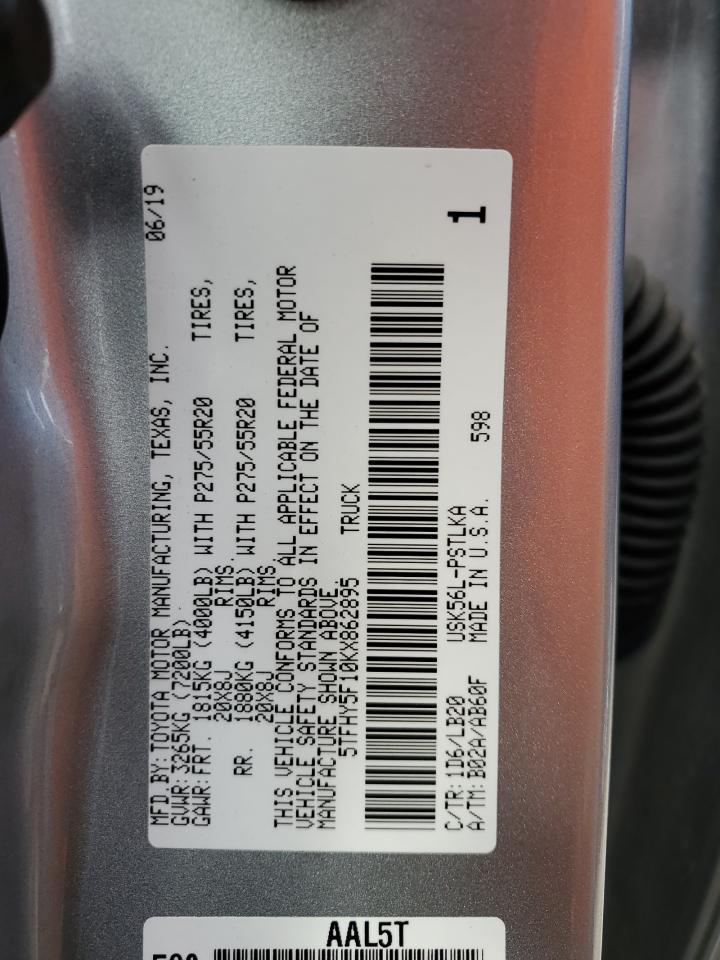 MFD.BY:TOYOTA MOTOR MANUFACTURING, TEXAS, INC. 06/19
GVWR:3265KG (7200LB)
GAWR:FRT. 1815KG (4000LB) WITH P275/55R20 TIRES,
20X8J RIMS.
RR. 1880KG (4150LB) WITH P275/55R20 TIRES,
20X8J RIMS.
THIS VEHICLE CONFORMS TO ALL APPLICABLE FEDERAL MOTOR
VEHICLE SAFETY STANDARDS IN EFFECT ON THE DATE OF
MANUFACTURE SHOWN ABOVE.
5TFHY5F10KX862895 TRUCK
C/TR:1D6/LB20 USK56L-PSTLKA
A/TM:B02A/AB60F MADE IN U.S.A. 598
1
AAL5T